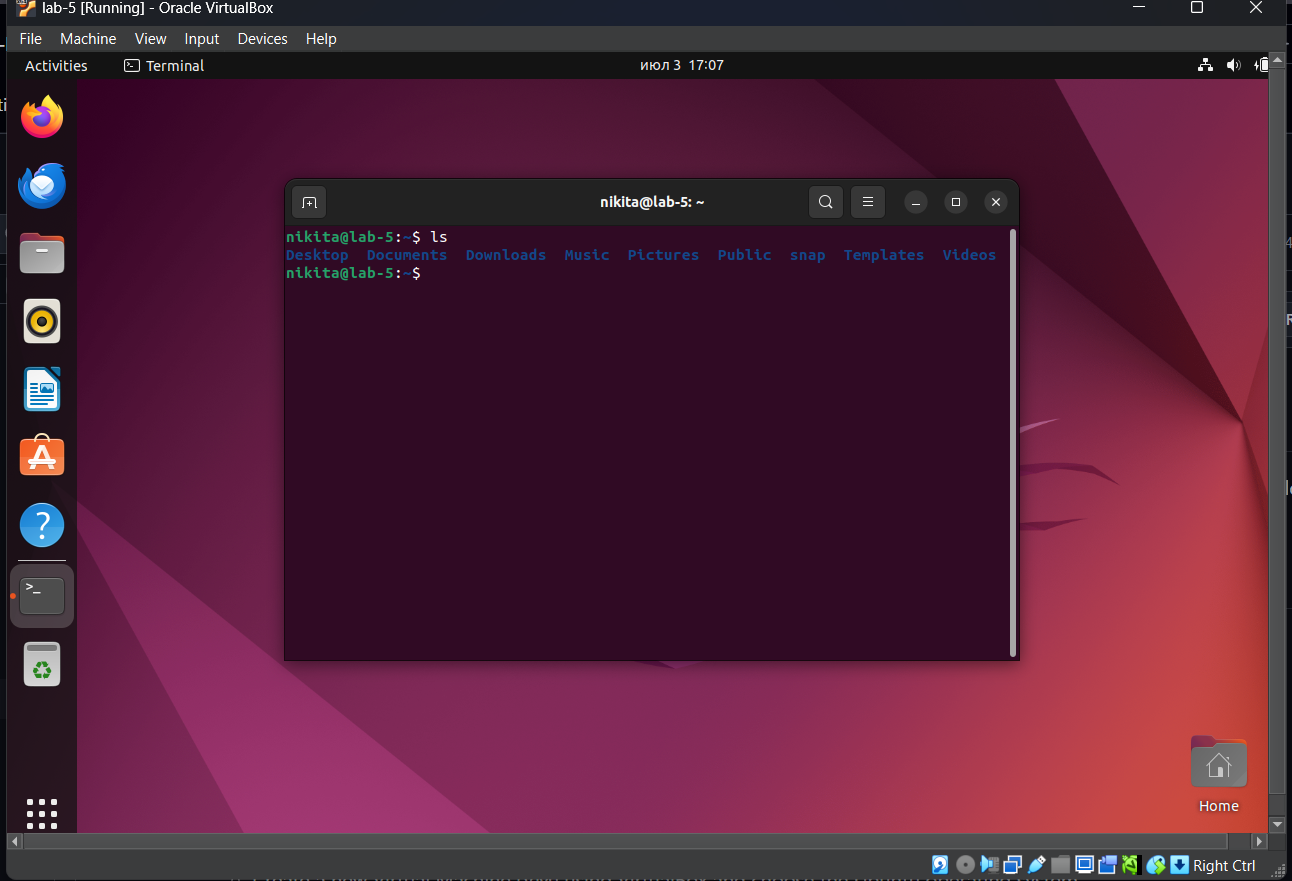 lab-5 [Running] - Oracle VirtualBox
File Machine View Input Devices Help
Activities Terminal июл 3 17:07
nikita@lab-5: ~
nikita@lab-5:~$ ls
Desktop Documents Downloads Music Pictures Public snap Templates Videos
nikita@lab-5:~$
Home
Right Ctrl